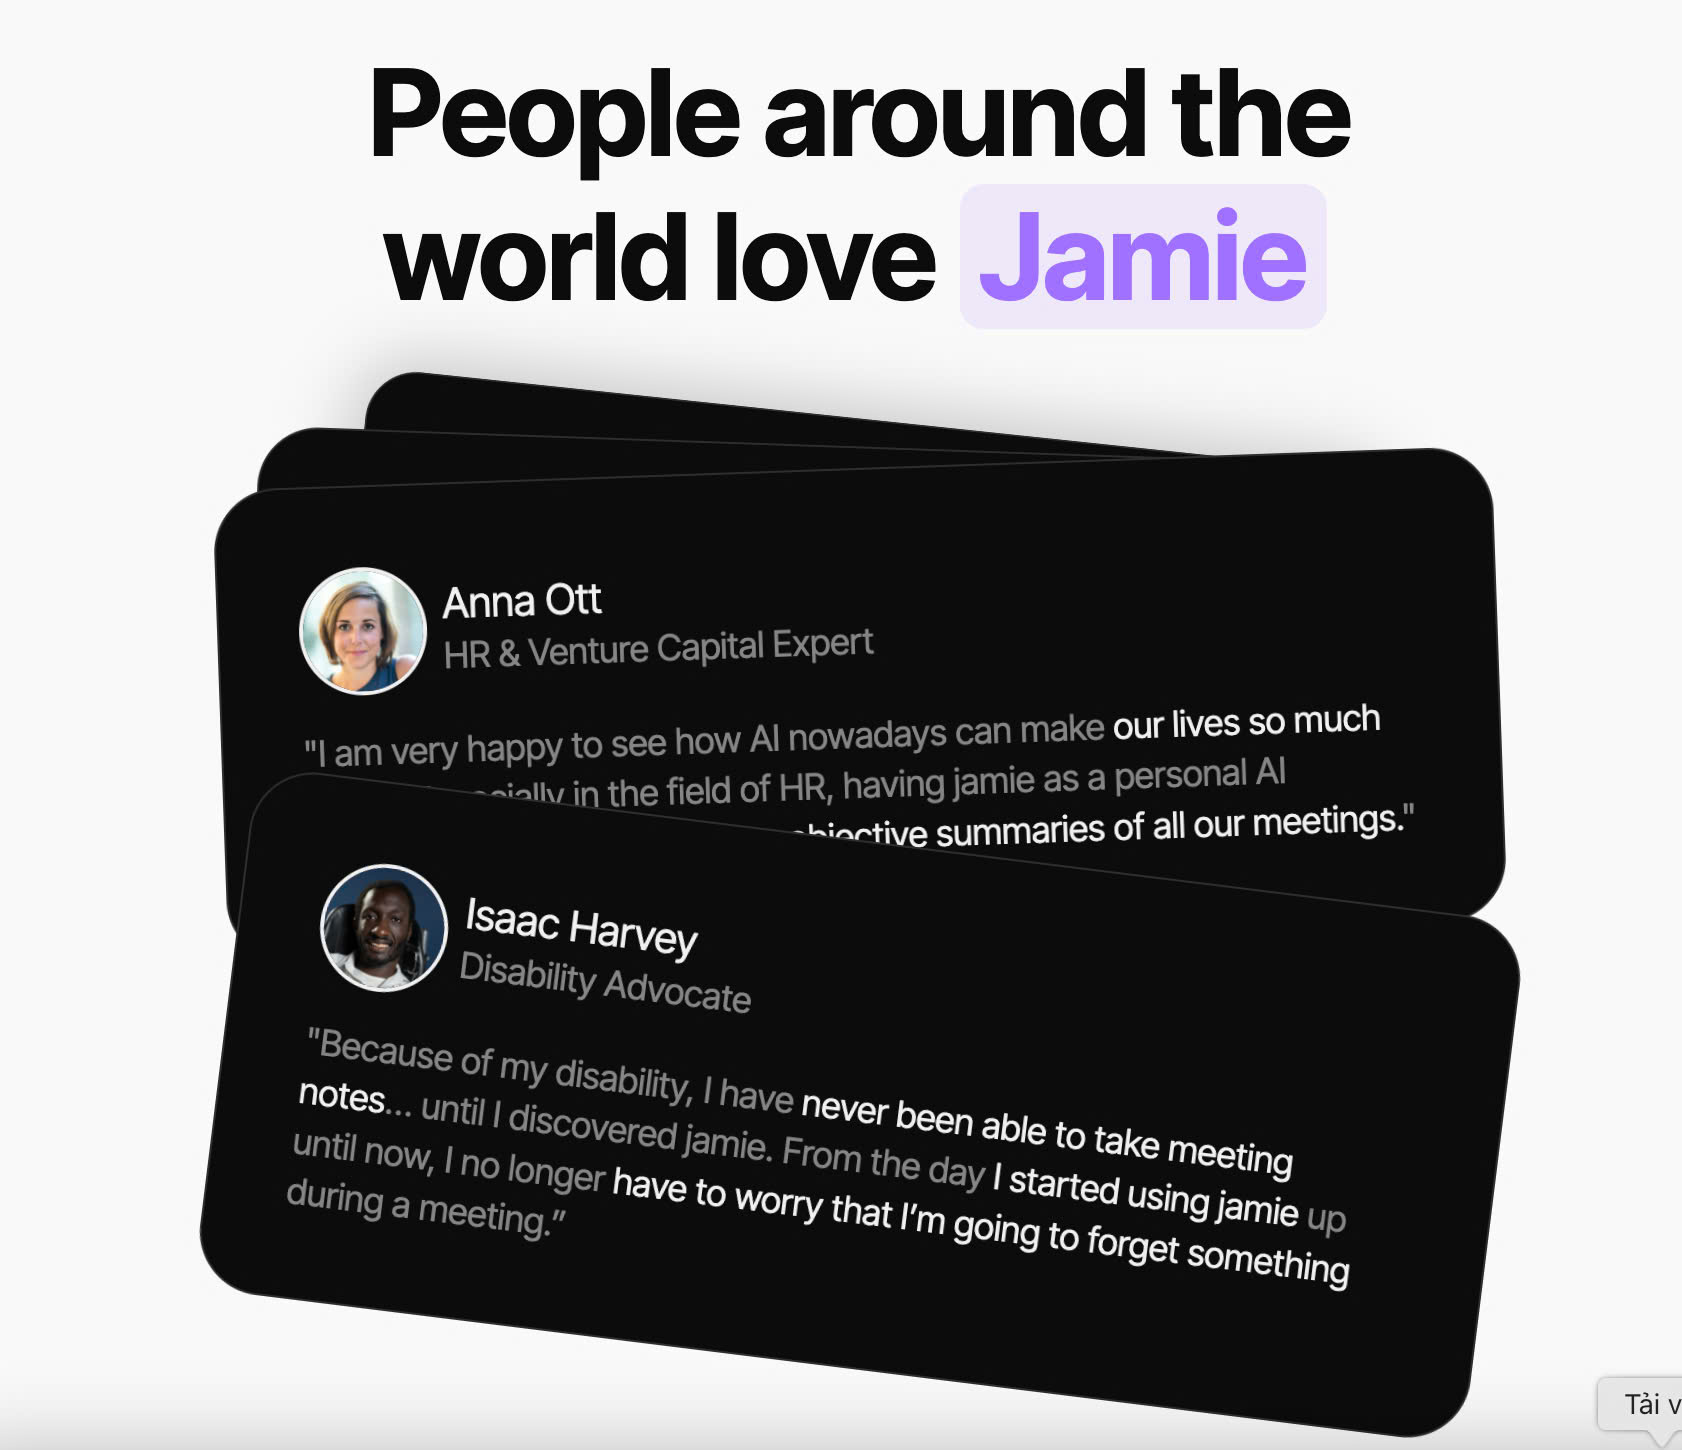 People around the
world love Jamie
Anna Ott
HR & Venture Capital Expert
"I am very happy to see how AI nowadays can make our lives so much
in the field of HR, having jamie as a personal AI
summaries of all our meetings."
Isaac Harvey
Disability Advocate
"Because of my disability, I have never been able to take meeting
notes... until I discovered jamie. From the day I started using jamie up
until now, I no longer have to worry that I’m going to forget something
during a meeting.”
Tải